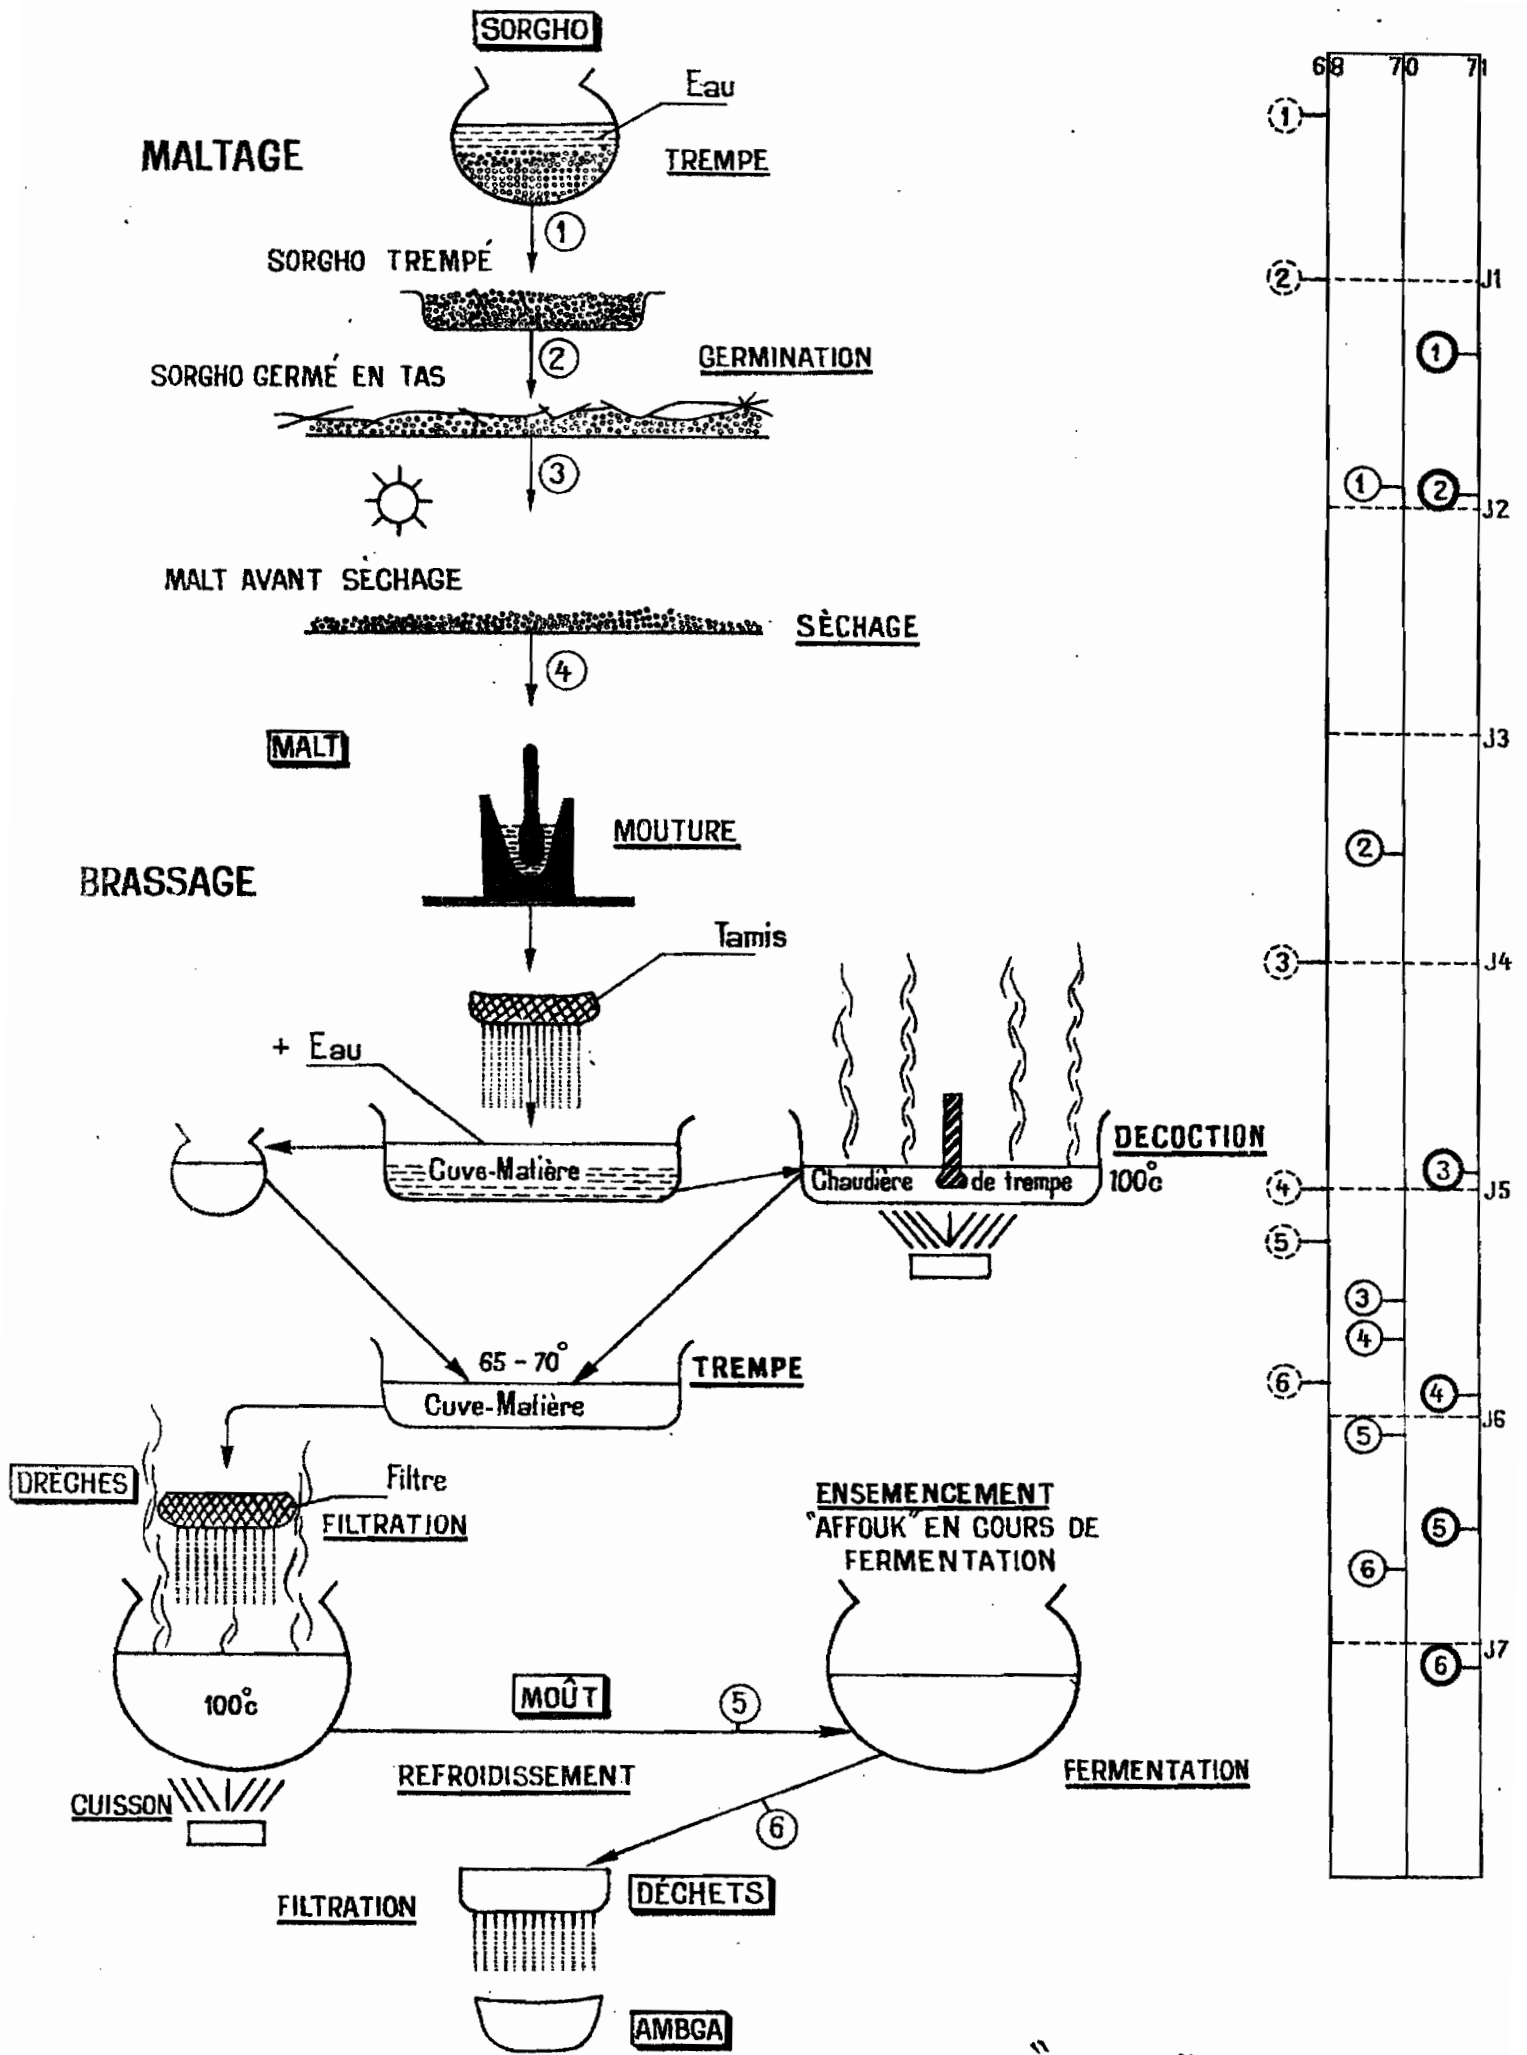 SORGHO
Eau
MALTAGE
TREMPE
1
SORGHO TREMPÉ
2
GERMINATION
SORGHO GERMÉ EN TAS
3
MALT AVANT SÈCHAGE
SÈCHAGE
4
MALT
MOUTURE
BRASSAGE
Tamis
+ Eau
Cuve-Matière
Chaudière de trempe
DECOCTION
100°c
65-70°
TREMPE
Cuve-Matière
DRÈCHES
Filtre
FILTRATION
ENSEMENCEMENT
"AFFOUK" EN COURS DE
FERMENTATION
100°c
MOÛT
5
REFROIDISSEMENT
FERMENTATION
CUISSON
6
FILTRATION
DÉCHETS
AMBGA
68 70 71
1
2 J1
1
1 2
J2
J3
2
3 J4
3
4 J5
5
3
4
6 4
J6
5
5
6
J7
6